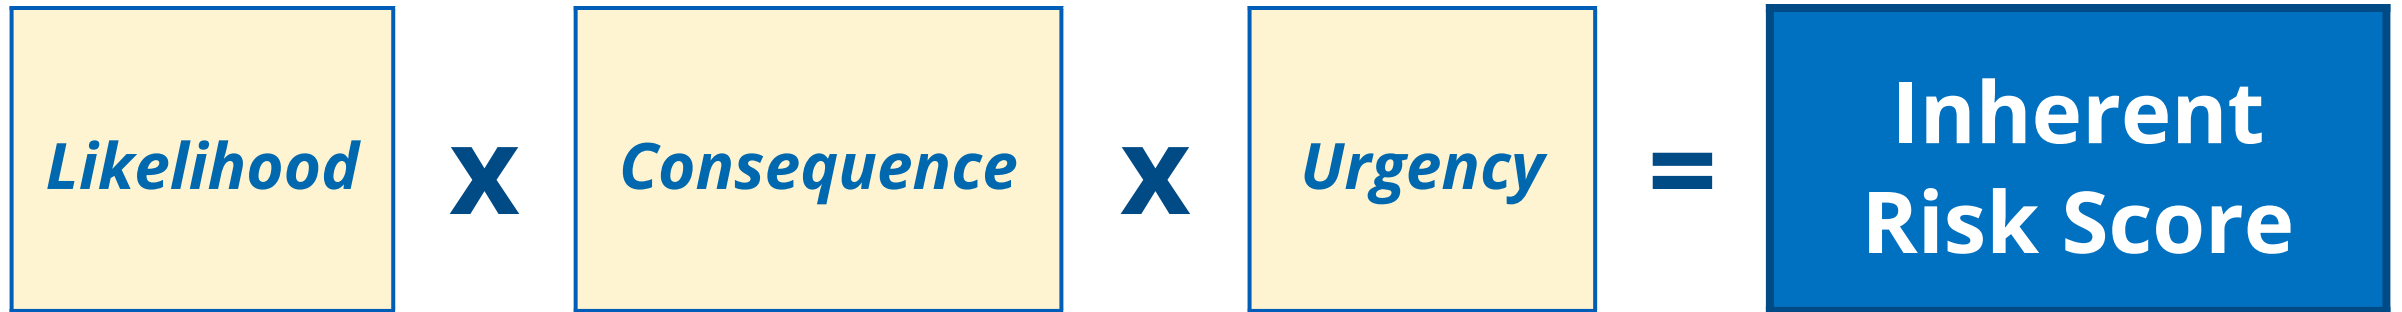 Likelihood x Consequence x Urgency = Inherent
Risk Score